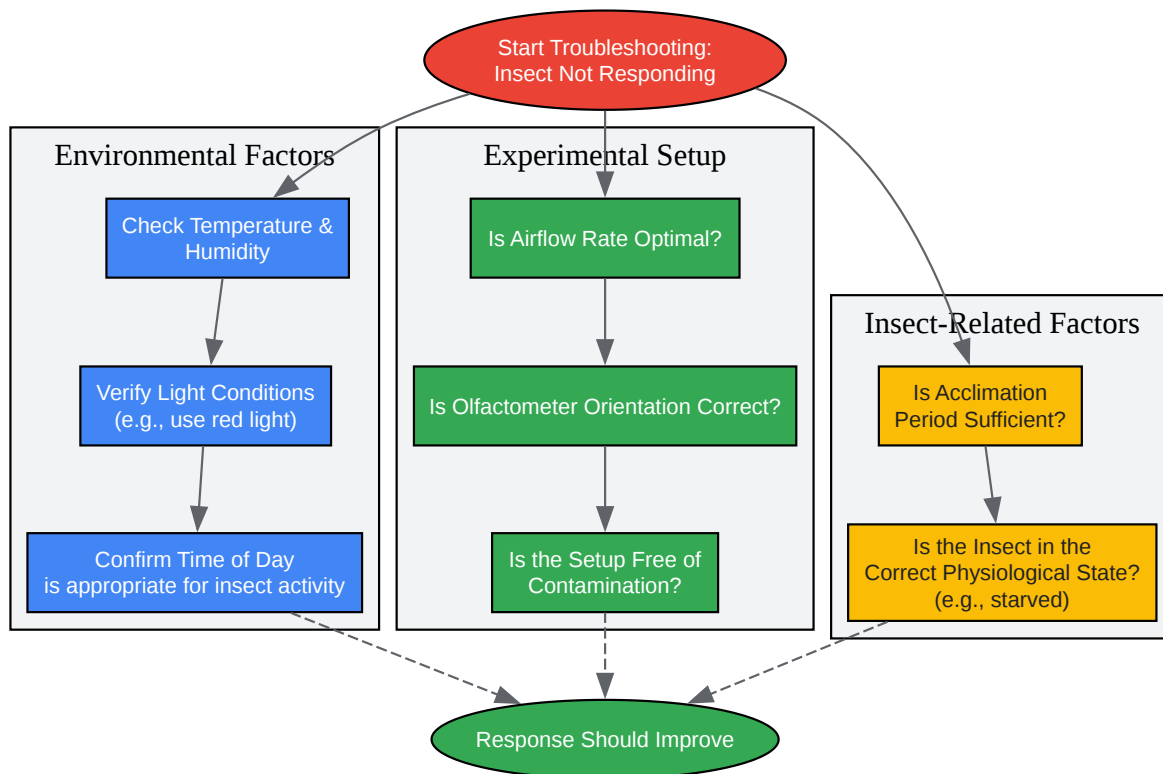 Start Troubleshooting:
Insect Not Responding
Environmental Factors
Check Temperature &
Humidity
Verify Light Conditions
(e.g., use red light)
Confirm Time of Day
is appropriate for insect activity
Experimental Setup
Is Airflow Rate Optimal?
Is Olfactometer Orientation Correct?
Is the Setup Free of
Contamination?
Insect-Related Factors
Is Acclimation
Period Sufficient?
Is the Insect in the
Correct Physiological State?
(e.g., starved)
Response Should Improve